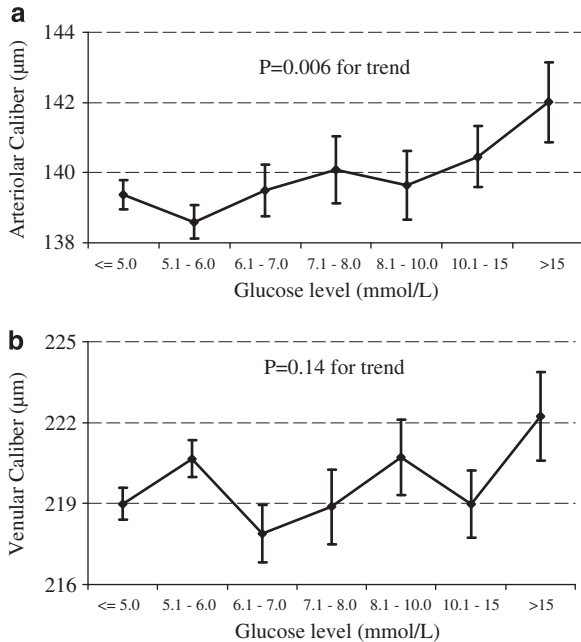 a
Arteriolar Caliber (μm)
144
142
140
138
P=0.006 for trend
<= 5.0 5.1 - 6.0 6.1 - 7.0 7.1 - 8.0 8.1 - 10.0 10.1 - 15 >15
Glucose level (mmol/L)
b
Venular Caliber (μm)
225
222
219
216
P=0.14 for trend
<= 5.0 5.1 - 6.0 6.1 - 7.0 7.1 - 8.0 8.1 - 10.0 10.1 - 15 >15
Glucose level (mmol/L)